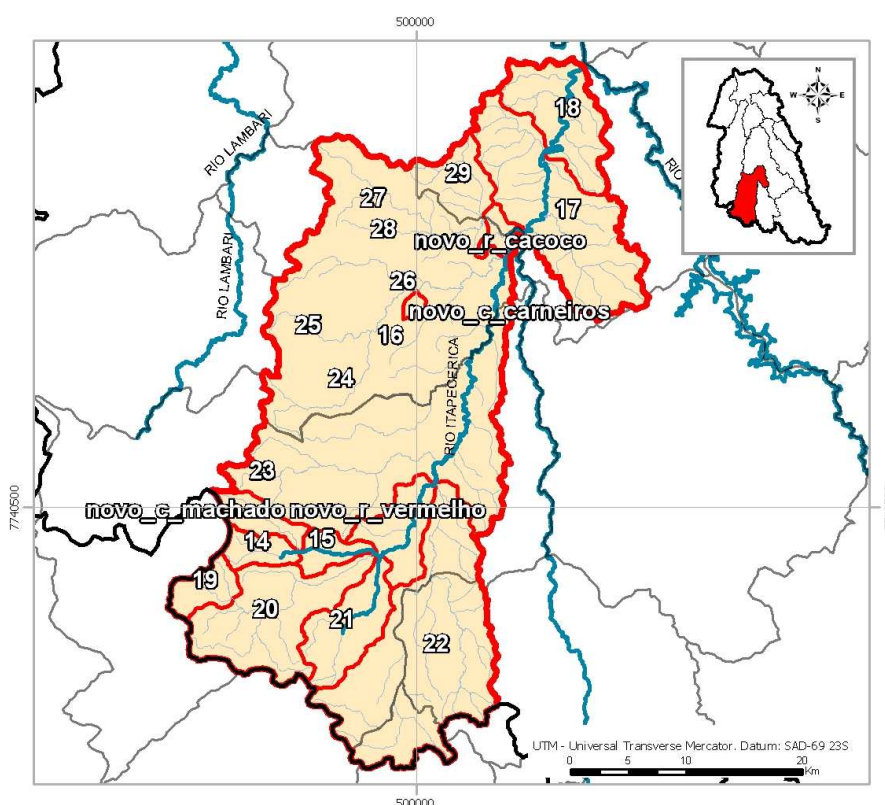 500000
N
W E
S
18
RIO LAMBARI
29
RIO
27
17
28
novo_r_cacoco
26
RIO LAMBARI
novo_c_carneiros
25
16
24
RIO ITAPECERICA
23
7740500
novo_c_machado novo_r_vermelho
14
15
19
20
21
22
UTM - Universal Transverse Mercator. Datum: SAD-69 23S
0 5 10 20
Km
500000